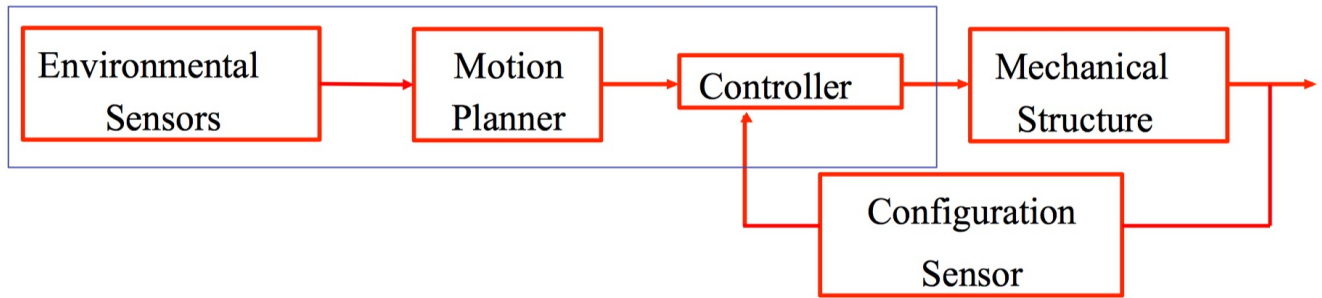 Environmental
Sensors
Motion
Planner
Controller
Mechanical
Structure
Configuration
Sensor